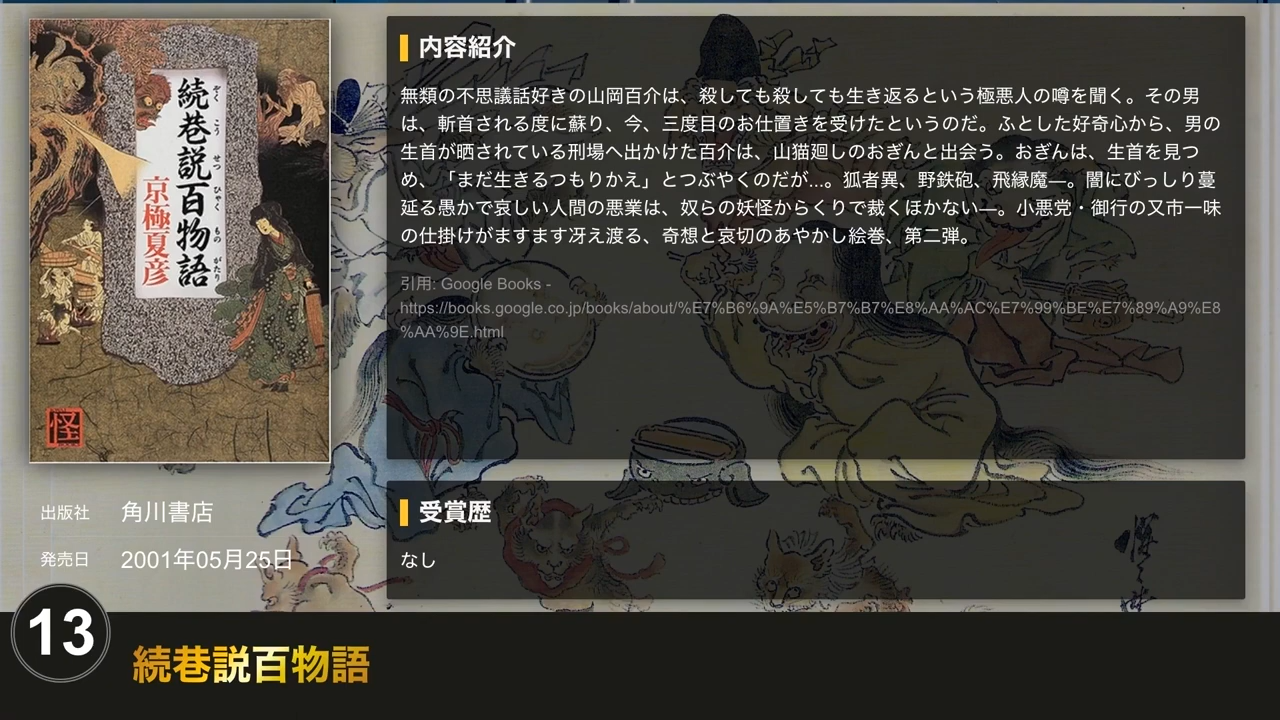 続巷説百物語
ぞく こう せつ ひゃく もの がたり
京極夏彦
怪
出版社 角川書店
発売日 2001年05月25日
内容紹介
無類の不思議話好きの山岡百介は、殺しても殺しても生き返るという極悪人の噂を聞く。その男
は、斬首される度に蘇り、今、三度目のお仕置きを受けたというのだ。ふとした好奇心から、男の
生首が晒されている刑場へ出かけた百介は、山猫廻しのおぎんと出会う。おぎんは、生首を見つ
め、「まだ生きるつもりかえ」とつぶやくのだが...。狐者異、野鉄砲、飛縁魔―。闇にびっしり蔓
延る愚かで哀しい人間の悪業は、奴らの妖怪からくりで裁くほかない―。小悪党・御行の又市一味
の仕掛けがますます冴え渡る、奇想と哀切のあやかし絵巻、第二弾。
引用: Google Books -
https://books.google.co.jp/books/about/%E7%B6%9A%E5%B7%B7%E8%AA%AC%E7%99%BE%E7%89%A9%E8
%AA%9E.html
受賞歴
なし
13
続巷説百物語